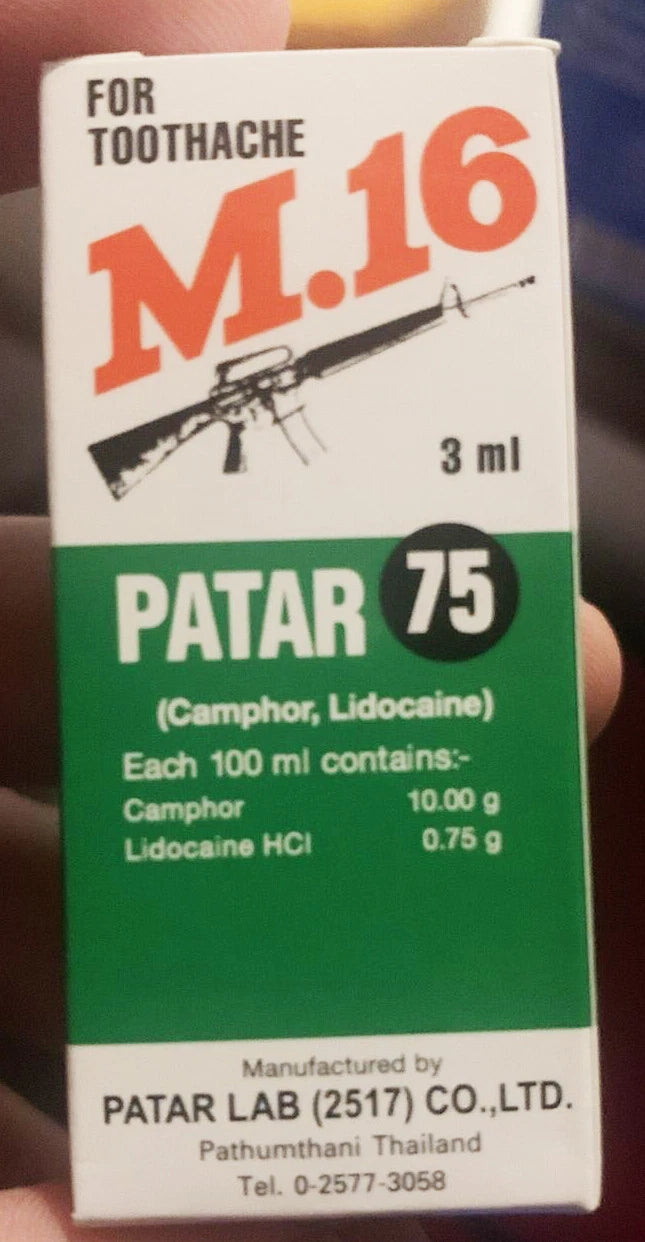 FOR
TOOTHACHE
M.16
3 ml
PATAR 75
(Camphor, Lidocaine)
Each 100 ml contains:-
Camphor 10.00 g
Lidocaine HCl 0.75 g
Manufactured by
PATAR LAB (2517) CO.,LTD.
Pathumthani Thailand
Tel. 0-2577-3058